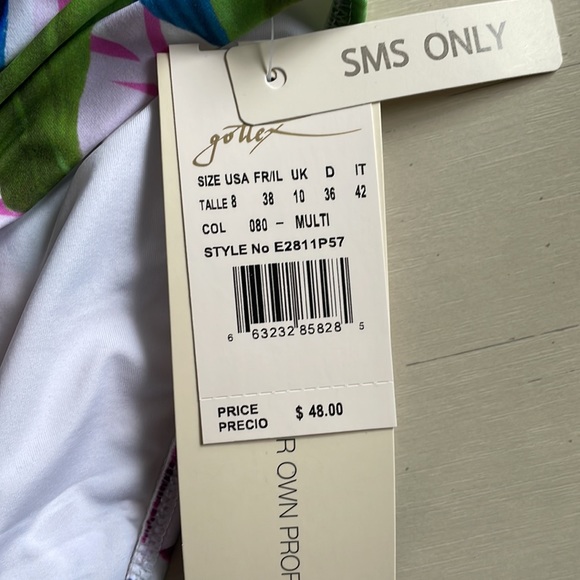 SMS ONLY
gottex
SIZE USA FR/IL UK D IT
TALLE 8 38 10 36 42
COL 080 - MULTI
STYLE No E2811P57
6 63232 85828 5
PRICE $ 48.00
PRECIO
R OWN PROP